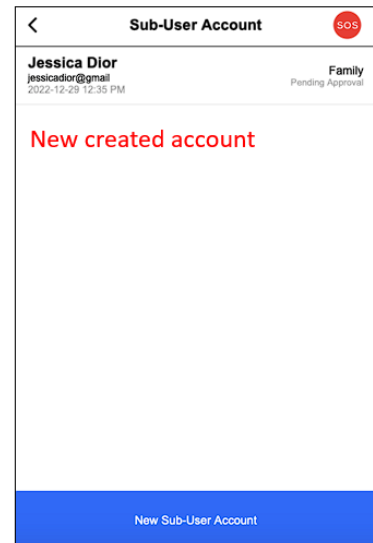 Sub-User Account
SOS
Jessica Dior
jessicadior@gmail
2022-12-29 12:35 PM
Family
Pending Approval
New created account
New Sub-User Account